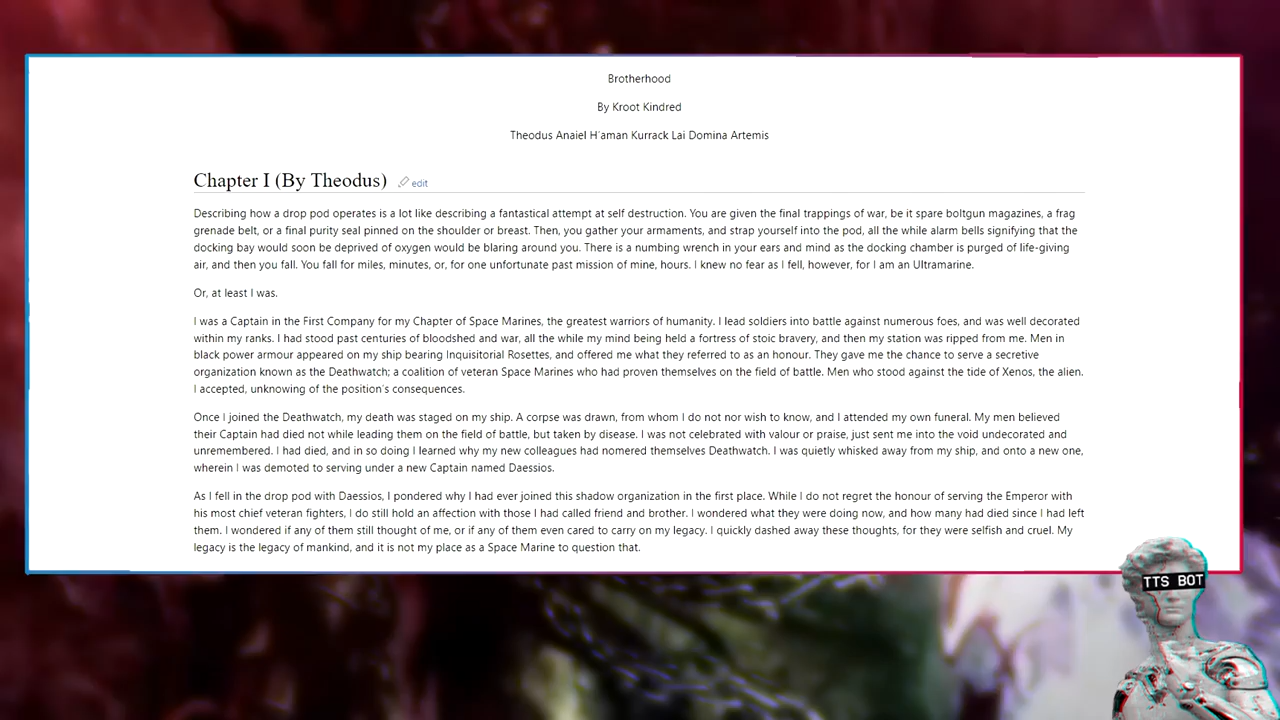 Brotherhood
By Kroot Kindred
Theodus Anaiel H'aman Kurrack Lai Domina Artemis
Chapter I (By Theodus) edit
Describing how a drop pod operates is a lot like describing a fantastical attempt at self destruction. You are given the final trappings of war, be it spare boltgun magazines, a frag
grenade belt, or a final purity seal pinned on the shoulder or breast. Then, you gather your armaments, and strap yourself into the pod, all the while alarm bells signifying that the
docking bay would soon be deprived of oxygen would be blaring around you. There is a numbing wrench in your ears and mind as the docking chamber is purged of life-giving
air, and then you fall. You fall for miles, minutes, or, for one unfortunate past mission of mine, hours. I knew no fear as I fell, however, for I am an Ultramarine.
Or, at least I was.
I was a Captain in the First Company for my Chapter of Space Marines, the greatest warriors of humanity. I lead soldiers into battle against numerous foes, and was well decorated
within my ranks. I had stood past centuries of bloodshed and war, all the while my mind being held a fortress of stoic bravery, and then my station was ripped from me. Men in
black power armour appeared on my ship bearing Inquisitorial Rosettes, and offered me what they referred to as an honour. They gave me the chance to serve a secretive
organization known as the Deathwatch; a coalition of veteran Space Marines who had proven themselves on the field of battle. Men who stood against the tide of Xenos, the alien.
I accepted, unknowing of the position's consequences.
Once I joined the Deathwatch, my death was staged on my ship. A corpse was drawn, from whom I do not nor wish to know, and I attended my own funeral. My men believed
their Captain had died not while leading them on the field of battle, but taken by disease. I was not celebrated with valour or praise, just sent me into the void undecorated and
unremembered. I had died, and in so doing I learned why my new colleagues had nomered themselves Deathwatch. I was quietly whisked away from my ship, and onto a new one,
wherein I was demoted to serving under a new Captain named Daessios.
As I fell in the drop pod with Daessios, I pondered why I had ever joined this shadow organization in the first place. While I do not regret the honour of serving the Emperor with
his most chief veteran fighters, I do still hold an affection with those I had called friend and brother. I wondered what they were doing now, and how many had died since I had left
them. I wondered if any of them still thought of me, or if any of them even cared to carry on my legacy. I quickly dashed away these thoughts, for they were selfish and cruel. My
legacy is the legacy of mankind, and it is not my place as a Space Marine to question that.
TTS BOT